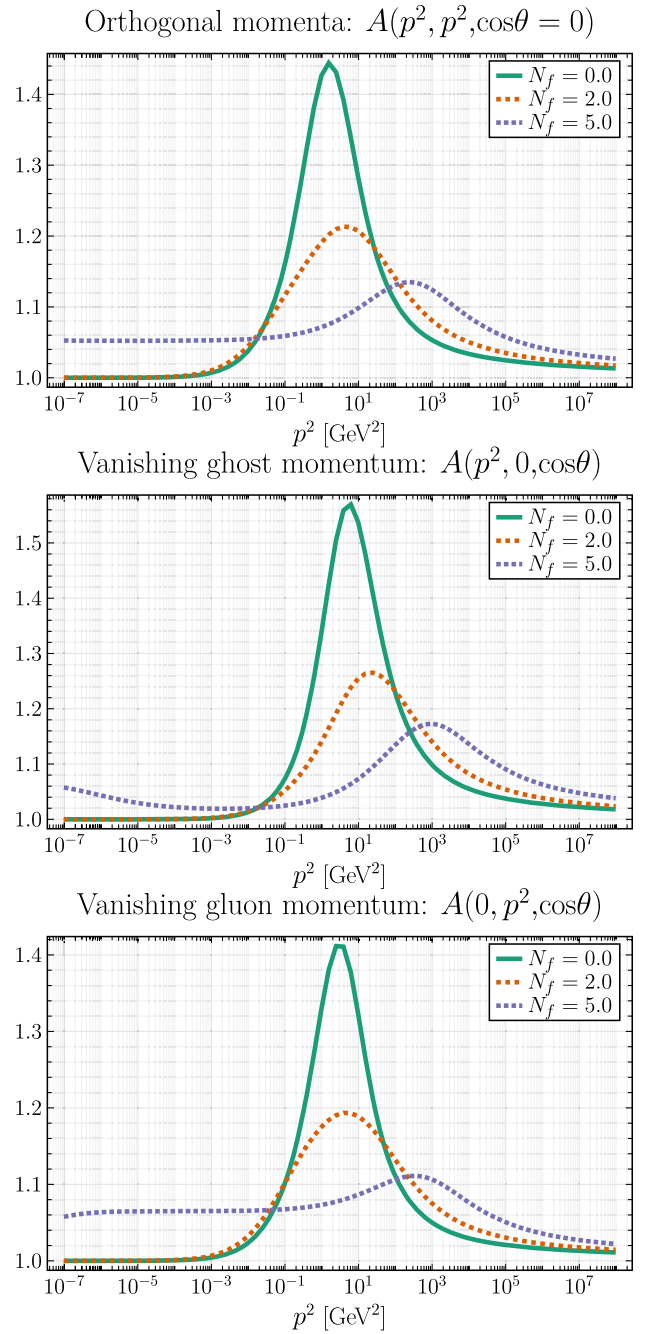 Orthogonal momenta: A(p², p²,cosθ = 0)
1.4
1.3
1.2
1.1
1.0
N_f = 0.0
N_f = 2.0
N_f = 5.0
10⁻⁷ 10⁻⁵ 10⁻³ 10⁻¹ 10¹ 10³ 10⁵ 10⁷
p² [GeV²]
Vanishing ghost momentum: A(p², 0,cosθ)
1.5
1.4
1.3
1.2
1.1
1.0
N_f = 0.0
N_f = 2.0
N_f = 5.0
10⁻⁷ 10⁻⁵ 10⁻³ 10⁻¹ 10¹ 10³ 10⁵ 10⁷
p² [GeV²]
Vanishing gluon momentum: A(0, p²,cosθ)
1.4
1.3
1.2
1.1
1.0
N_f = 0.0
N_f = 2.0
N_f = 5.0
10⁻⁷ 10⁻⁵ 10⁻³ 10⁻¹ 10¹ 10³ 10⁵ 10⁷
p² [GeV²]